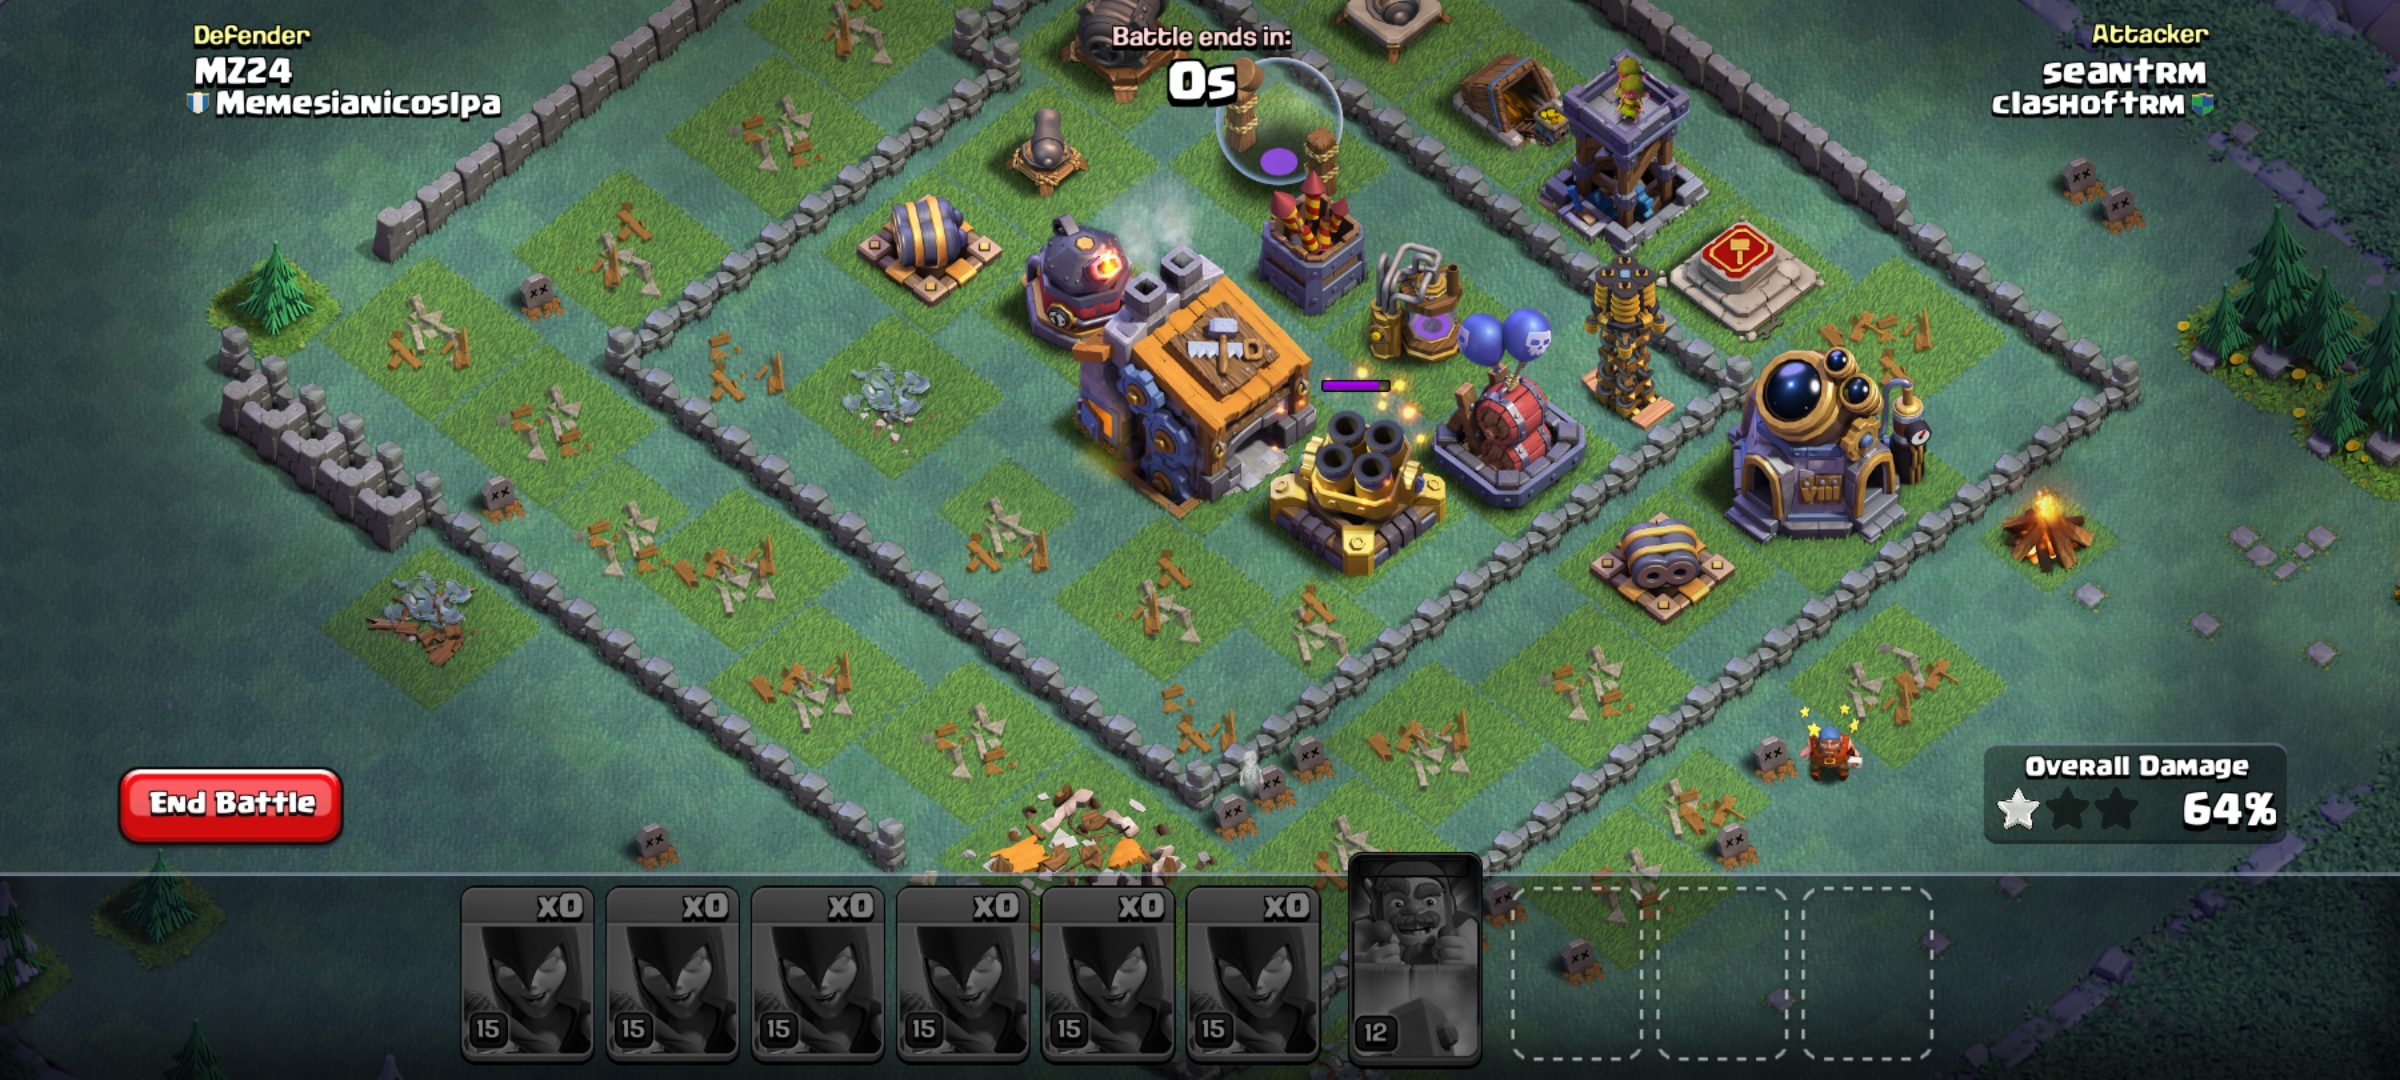 Defender
MZ24
Memesianicoslpa
Battle ends in:
0s
Attacker
seantRM
clashoftRM
VIII
End Battle
Overall Damage
64%
x0
x0
x0
x0
x0
x0
15
15
15
15
15
15
12